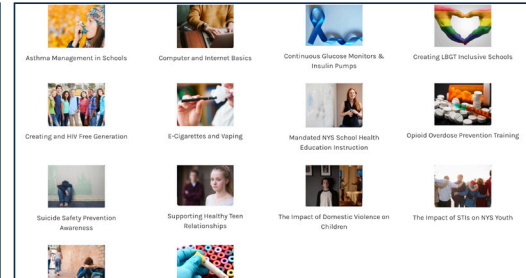 Asthma Management in Schools
Computer and Internet Basics
Continuous Glucose Monitors &
Insulin Pumps
Creating LBGT Inclusive Schools
Creating and HIV Free Generation
E-Cigarettes and Vaping
Mandated NYS School Health
Education Instruction
Opioid Overdose Prevention Training
Suicide Safety Prevention
Awareness
Supporting Healthy Teen
Relationships
The Impact of Domestic Violence on
Children
The Impact of STIs on NYS Youth